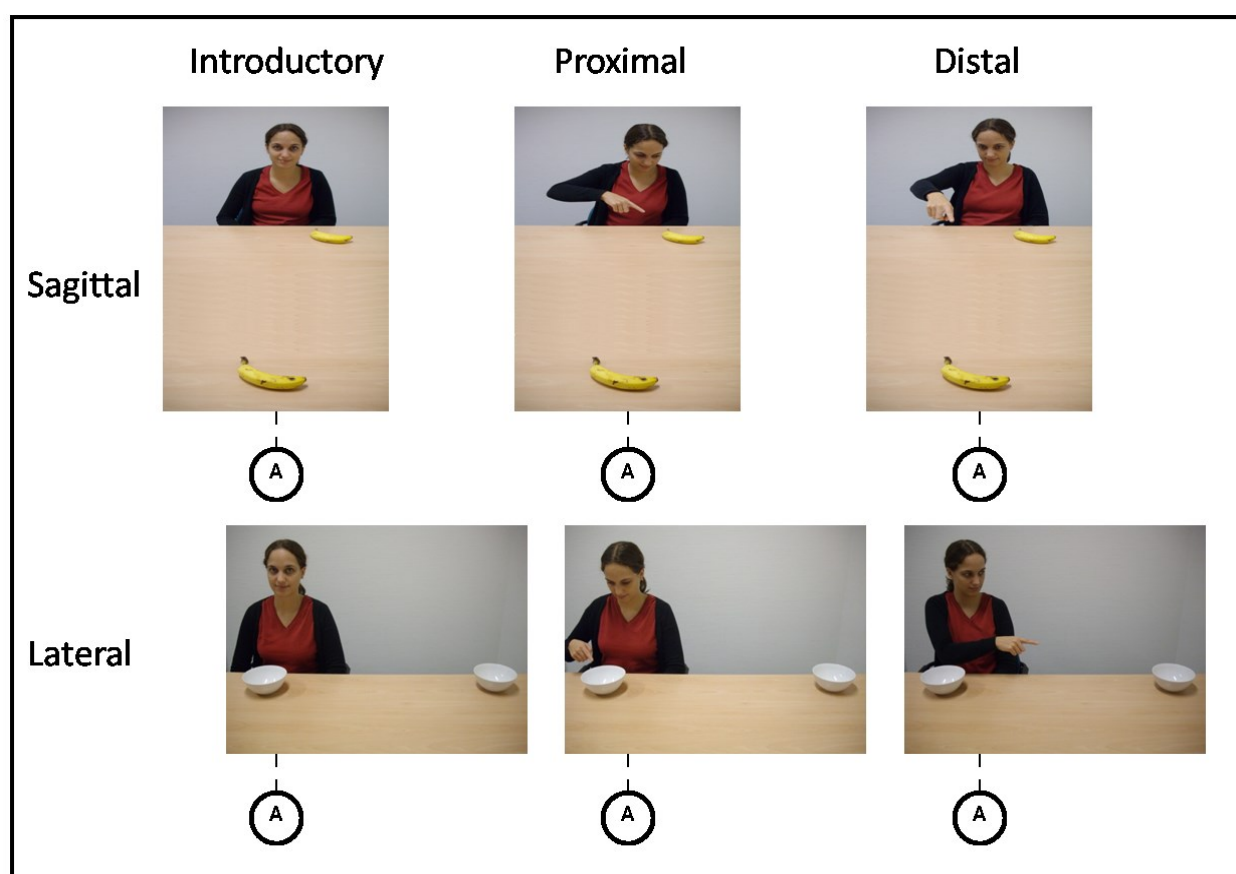 Introductory Proximal Distal
Sagittal
A A A
Lateral
A A A